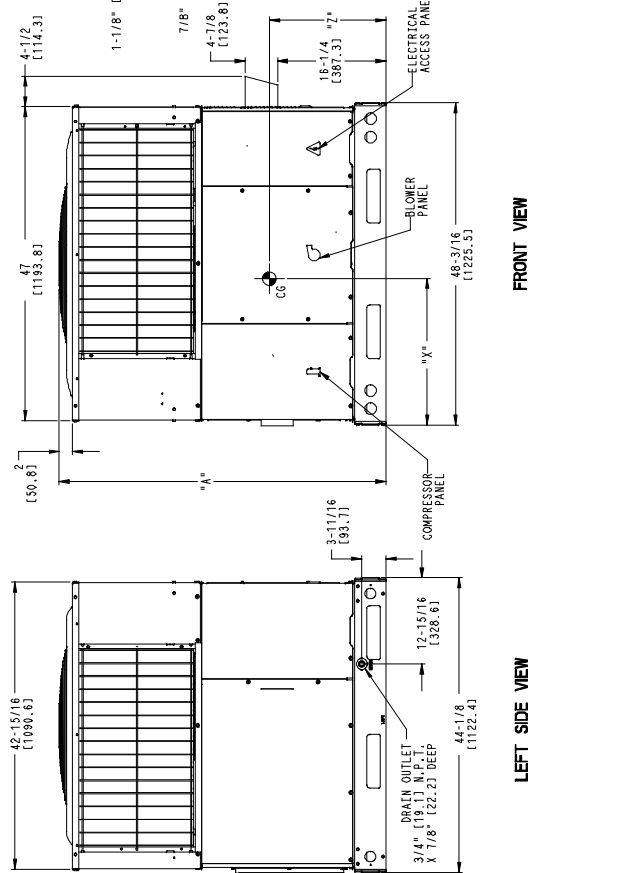 4-1/2
[114.3]
1-1/8" [
7/8"
4-7/8
[123.8]
"Z"
16-1/4
[387.3]
ELECTRICAL
ACCESS PANE
47
[1193.8]
BLOWER
PANEL
CG
48-3/16
[1225.5]
"X"
FRONT VIEW
2
[50.8]
"A"
COMPRESSOR
PANEL
3-11/16
[93.7]
42-15/16
[1090.6]
12-15/16
[328.6]
DRAIN OUTLET
3/4" [19.1] N.P.T.
X 7/8" [22.2] DEEP
44-1/8
[1122.4]
LEFT SIDE VIEW